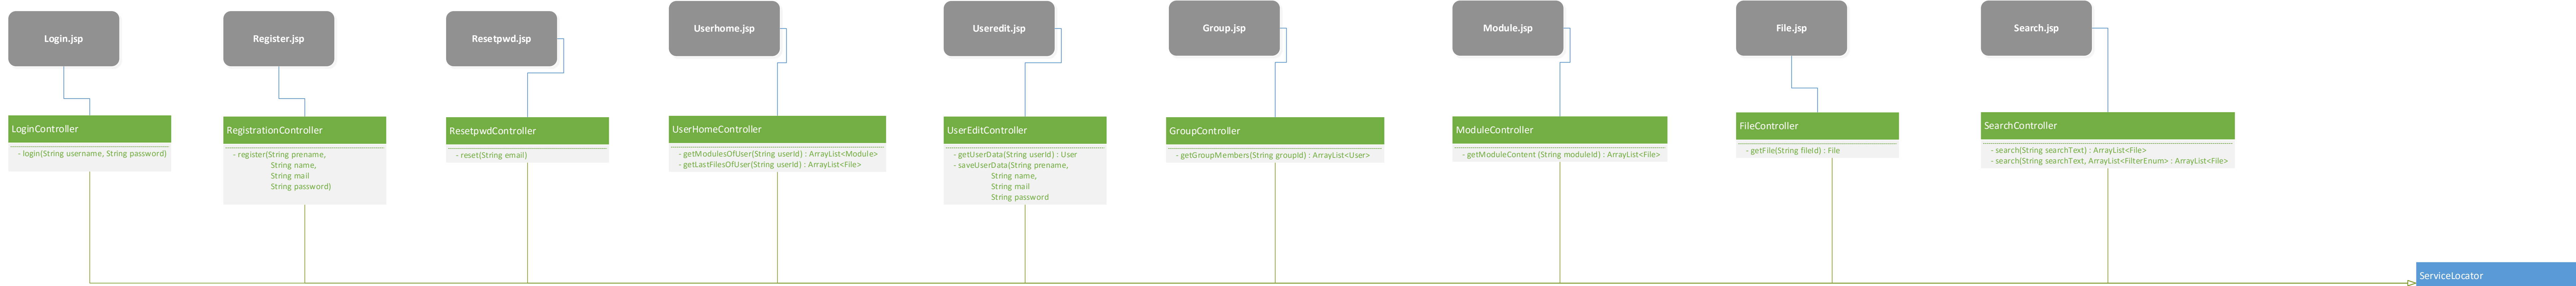 Login.jsp
Register.jsp
Resetpwd.jsp
Userhome.jsp
Useredit.jsp
Group.jsp
Module.jsp
File.jsp
Search.jsp
LoginController
- login(String username, String password)
RegistrationController
- register(String prename,
String name,
String mail
String password)
ResetpwdController
- reset(String email)
UserHomeController
- getModulesOfUser(String userId) : ArrayList<Module>
- getLastFilesOfUser(String userId) : ArrayList<File>
UserEditController
- getUserData(String userId) : User
- saveUserData(String prename,
String name,
String mail
String password
GroupController
- getGroupMembers(String groupId) : ArrayList<User>
ModuleController
- getModuleContent (String moduleId) : ArrayList<File>
FileController
- getFile(String fileId) : File
SearchController
- search(String searchText) : ArrayList<File>
- search(String searchText, ArrayList<FilterEnum> : ArrayList<File>
ServiceLocator